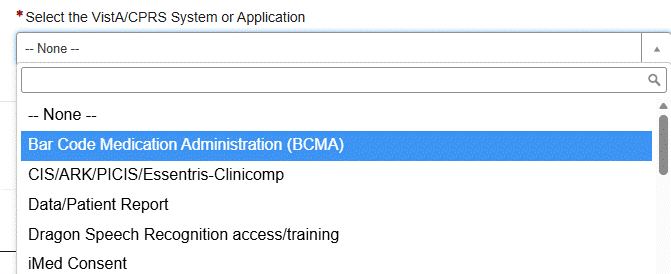 * Select the VistA/CPRS System or Application
-- None --
-- None --
Bar Code Medication Administration (BCMA)
CIS/ARK/PICIS/Essentris-Clinicomp
Data/Patient Report
Dragon Speech Recognition access/training
iMed Consent